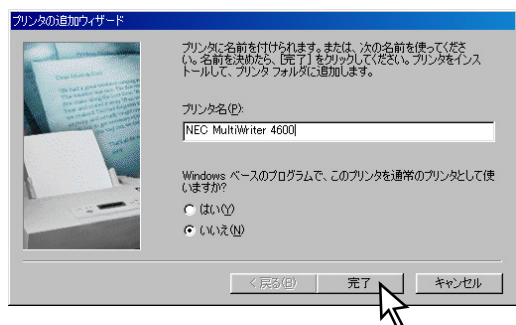 プリンタの追加ウィザード
プリンタに名前を付けられます。または、次の名前を使ってくださ
い。名前を決めたら、[完了] をクリックしてください。プリンタをインス
トールして、プリンタ フォルダに追加します。
プリンタ名(P):
NEC MultiWriter 4600
Windows ベースのプログラムで、このプリンタを通常のプリンタとして使
いますか?
はい(Y)
いいえ(N)
< 戻る(B)
完了
キャンセル